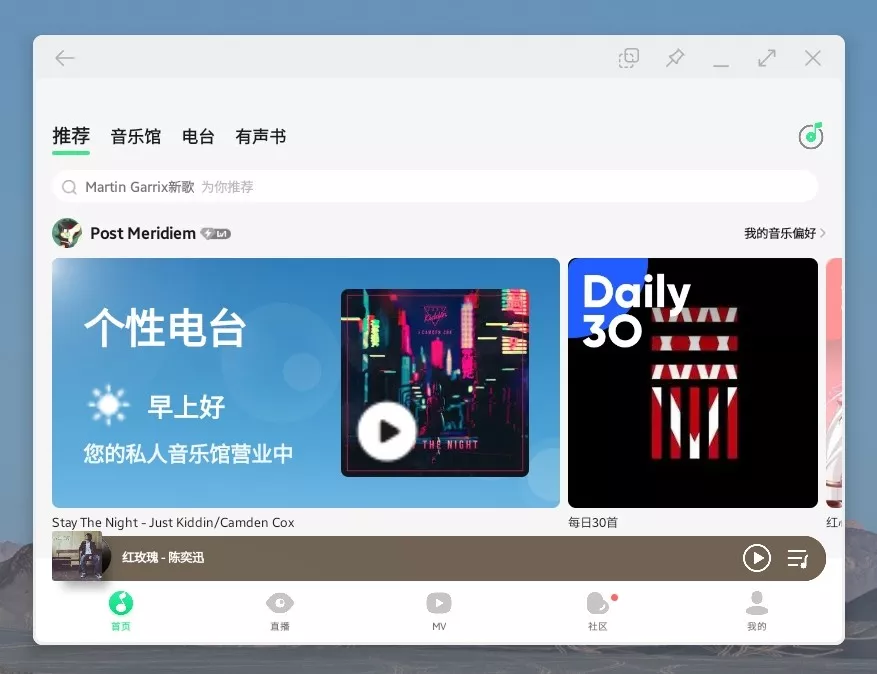 推荐 音乐馆 电台 有声书
Martin Garrix新歌 为你推荐
Post Meridiem Lv1
我的音乐偏好
个性电台
早上好
您的私人音乐馆营业中
THE NIGHT
Daily
30
Stay The Night - Just Kiddin/Camden Cox
每日30首
红玫瑰 - 陈奕迅
首页 直播 MV 社区 我的